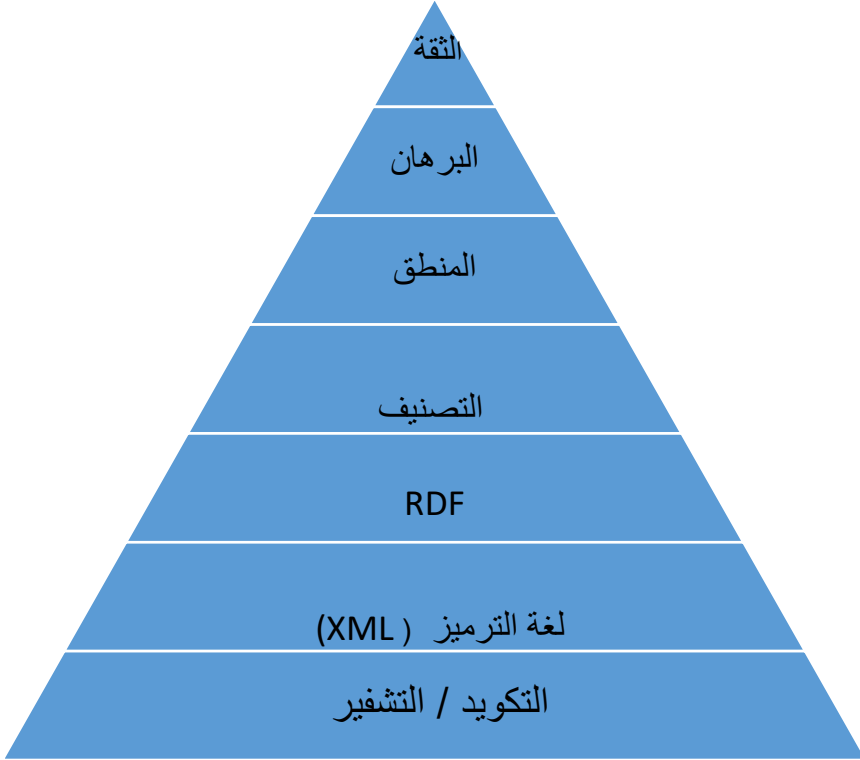 الثقة
البرهان
المنطق
التصنيف
RDF
لغة الترميز (XML)
التكويد / التشفير